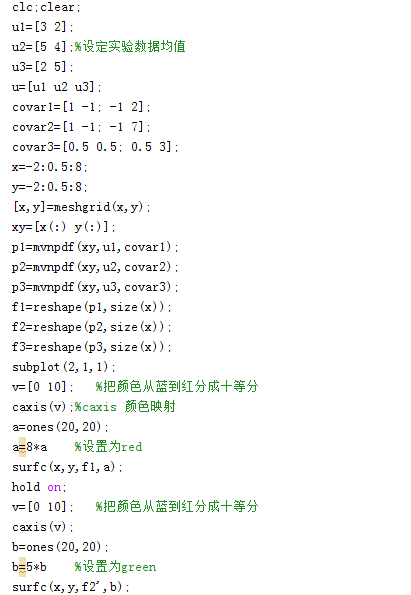 clc;clear;
u1=[3 2];
u2=[5 4];%设定实验数据均值
u3=[2 5];
u=[u1 u2 u3];
covar1=[1 -1; -1 2];
covar2=[1 -1; -1 7];
covar3=[0.5 0.5; 0.5 3];
x=-2:0.5:8;
y=-2:0.5:8;
[x,y]=meshgrid(x,y);
xy=[x(:) y(:)];
p1=mvnpdf(xy,u1,covar1);
p2=mvnpdf(xy,u2,covar2);
p3=mvnpdf(xy,u3,covar3);
f1=reshape(p1,size(x));
f2=reshape(p2,size(x));
f3=reshape(p3,size(x));
subplot(2,1,1);
v=[0 10];   %把颜色从蓝到红分成十等分
caxis(v);%caxis 颜色映射
a=ones(20,20);
a=8*a   %设置为red
surfc(x,y,f1,a);
hold on;
v=[0 10];   %把颜色从蓝到红分成十等分
caxis(v);
b=ones(20,20);
b=5*b   %设置为green
surfc(x,y,f2',b);